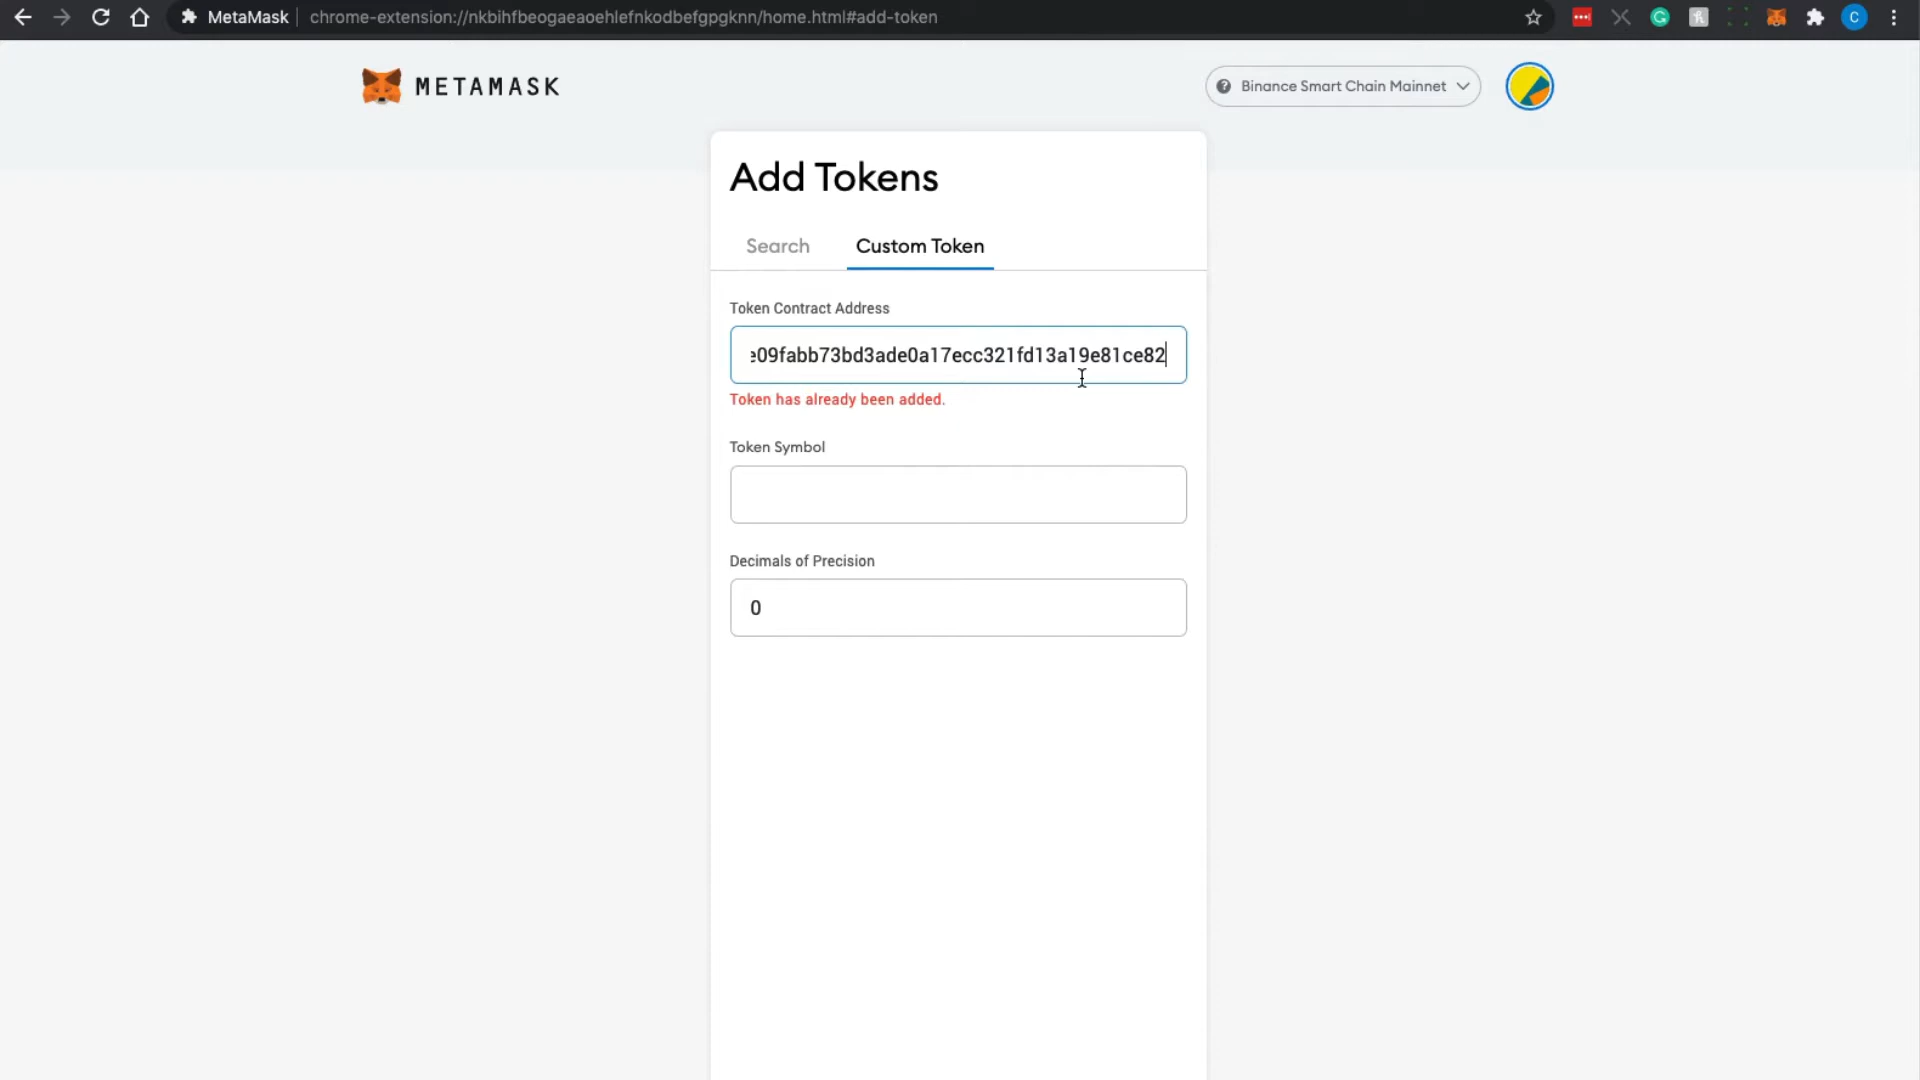 MetaMask
chrome-extension://nkbihfbeogaeaoehlefnkodbefgpgknn/home.html#add-token
C
METAMASK
Binance Smart Chain Mainnet
Add Tokens
Search
Custom Token
Token Contract Address
e09fabb73bd3ade0a17ecc321fd13a19e81ce82
Token has already been added.
Token Symbol
Decimals of Precision
0